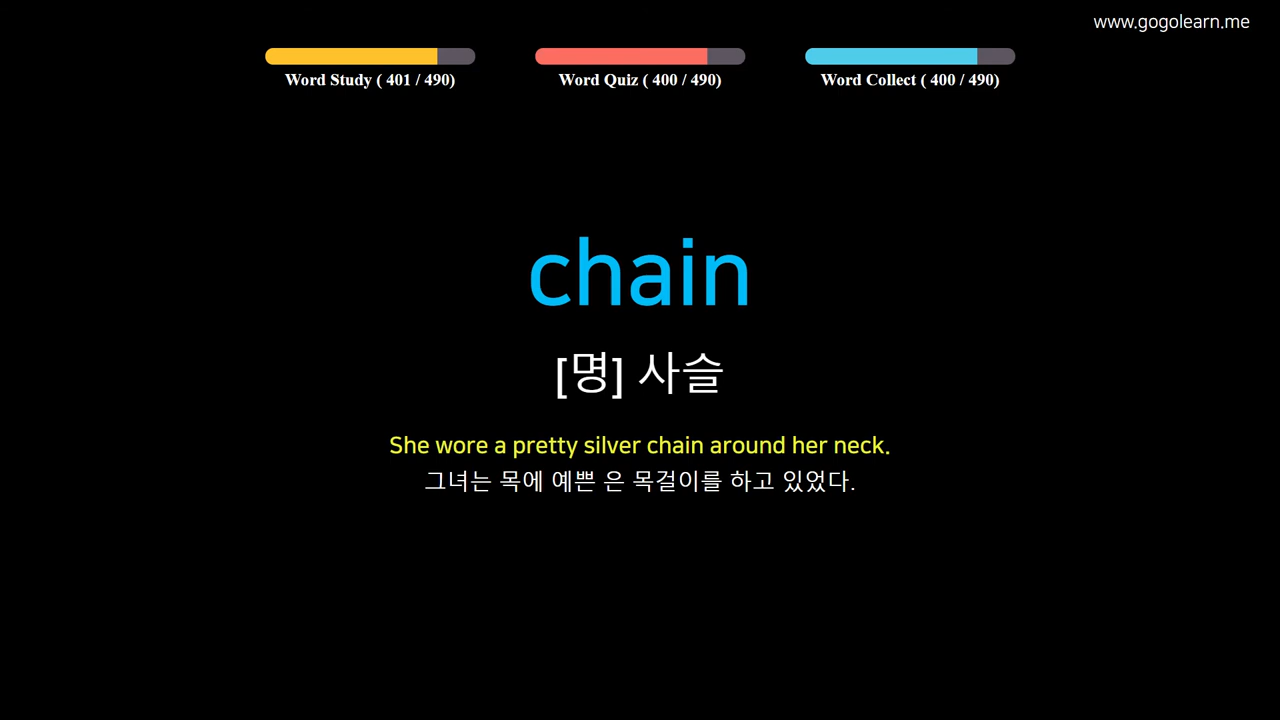 www.gogolearn.me
Word Study ( 401 / 490)
Word Quiz ( 400 / 490)
Word Collect ( 400 / 490)
chain
[명] 사슬
She wore a pretty silver chain around her neck.
그녀는 목에 예쁜 은 목걸이를 하고 있었다.